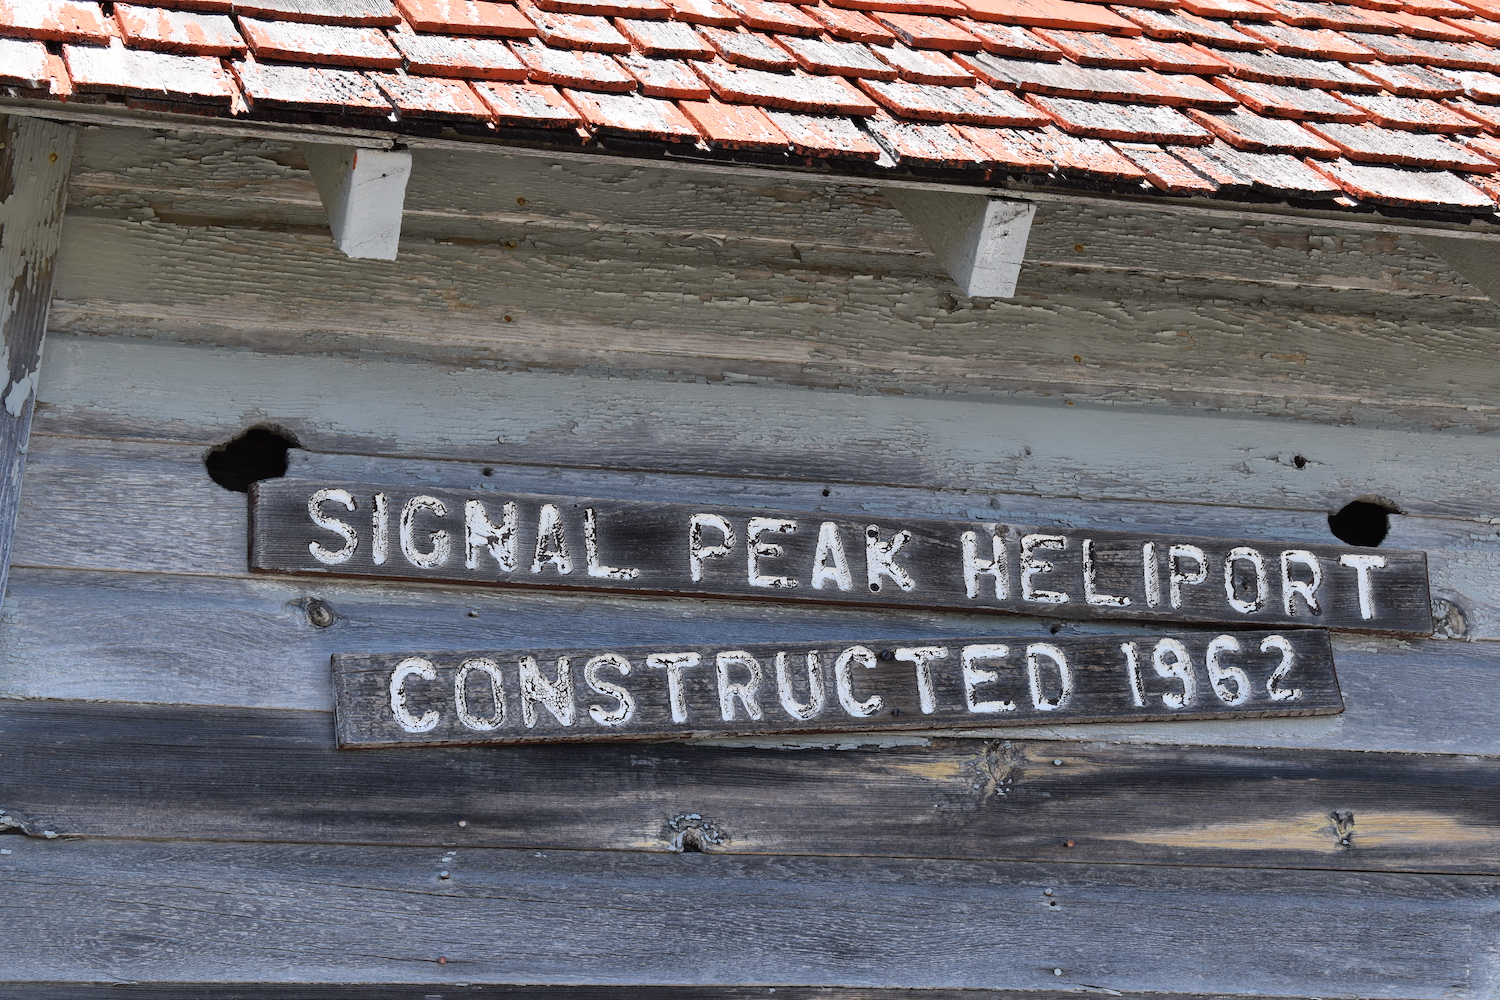 SIGNAL PEAK HELIPORT
CONSTRUCTED 1962